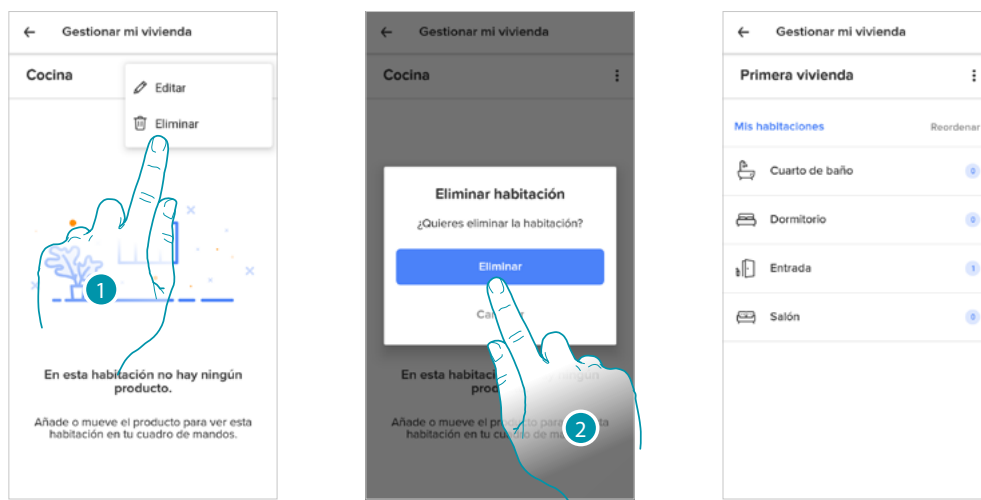 ← Gestionar mi vivienda
Cocina
Editar
Eliminar
1
En esta habitación no hay ningún
producto.
Añade o mueve el producto para ver esta
habitación en tu cuadro de mandos.
← Gestionar mi vivienda
Cocina
Eliminar habitación
¿Quieres eliminar la habitación?
Eliminar
2
En esta
Añade o mueve el
habitación en tu
← Gestionar mi vivienda
Primera vivienda
Mis habitaciones Reordenar
Cuarto de baño 0
Dormitorio 0
Entrada 1
Salón 0